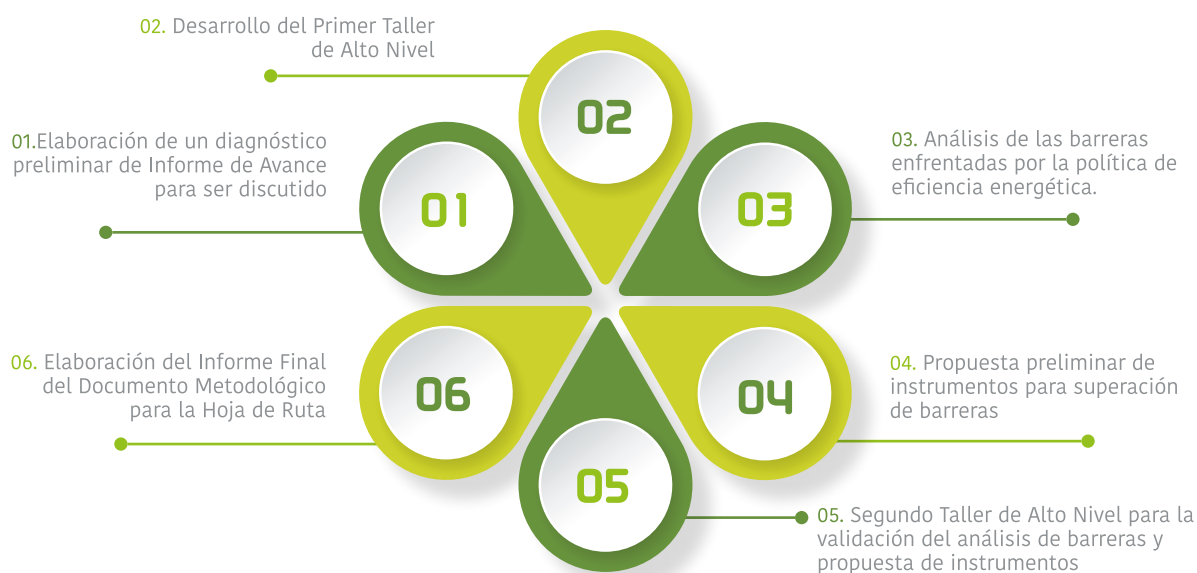 02. Desarrollo del Primer Taller
de Alto Nivel
01.Elaboración de un diagnóstico
preliminar de Informe de Avance
para ser discutido
03. Análisis de las barreras
enfrentadas por la política de
eficiencia energética.
02
01
03
06. Elaboración del Informe Final
del Documento Metodológico
para la Hoja de Ruta
04. Propuesta preliminar de
instrumentos para superación
de barreras
06
04
05
05. Segundo Taller de Alto Nivel para la
validación del análisis de barreras y
propuesta de instrumentos